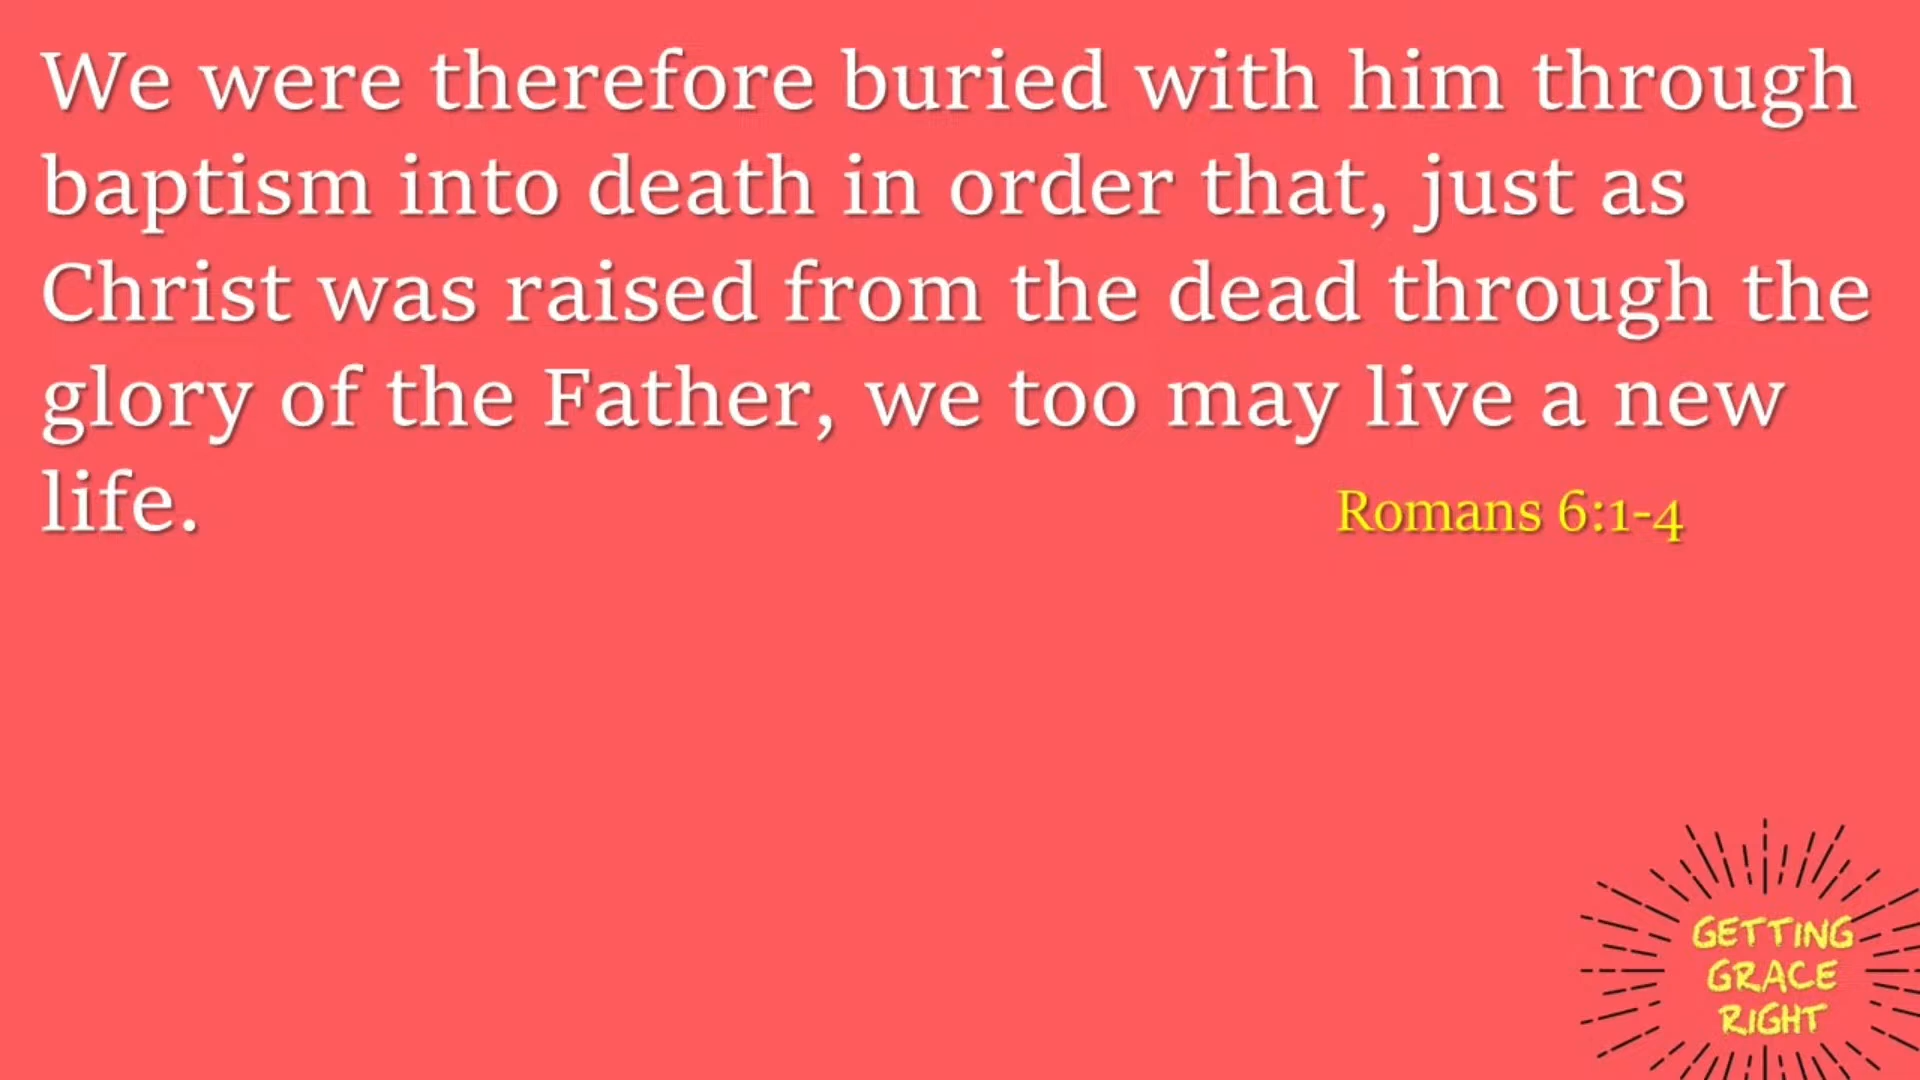 We were therefore buried with him through
baptism into death in order that, just as
Christ was raised from the dead through the
glory of the Father, we too may live a new
life.
Romans 6:1-4
GETTING
GRACE
RIGHT